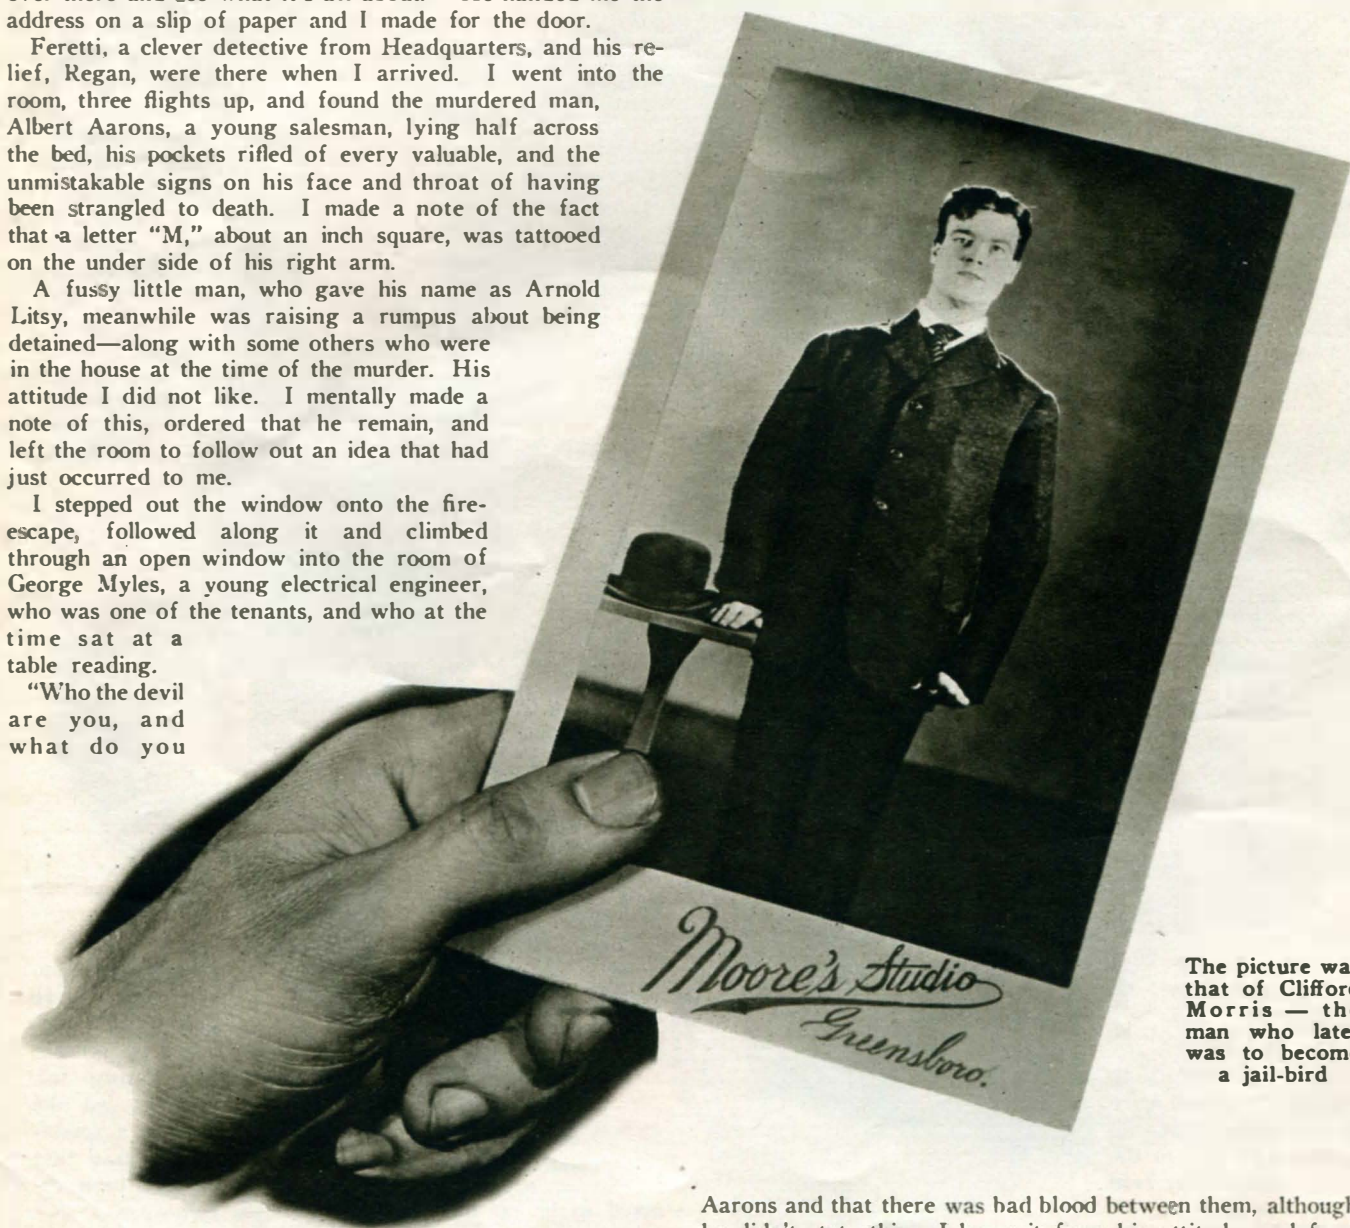 address on a slip of paper and I made for the door.
Feretti, a clever detective from Headquarters, and his re-
lief, Regan, were there when I arrived. I went into the
room, three flights up, and found the murdered man,
Albert Aarons, a young salesman, lying half across
the bed, his pockets rifled of every valuable, and the
unmistakable signs on his face and throat of having
been strangled to death. I made a note of the fact
that a letter “M,” about an inch square, was tattooed
on the under side of his right arm.
A fussy little man, who gave his name as Arnold
Litsy, meanwhile was raising a rumpus about being
detained—along with some others who were
in the house at the time of the murder. His
attitude I did not like. I mentally made a
note of this, ordered that he remain, and
left the room to follow out an idea that had
just occurred to me.
I stepped out the window onto the fire-
escape, followed along it and climbed
through an open window into the room of
George Myles, a young electrical engineer,
who was one of the tenants, and who at the
time sat at a
table reading.
“Who the devil
are you, and
what do you
Moore's Studio
Greensboro.
The picture wa
that of Clifford
Morris — th
man who late
was to becom
a jail-bird
Aarons and that there was bad blood between them, although